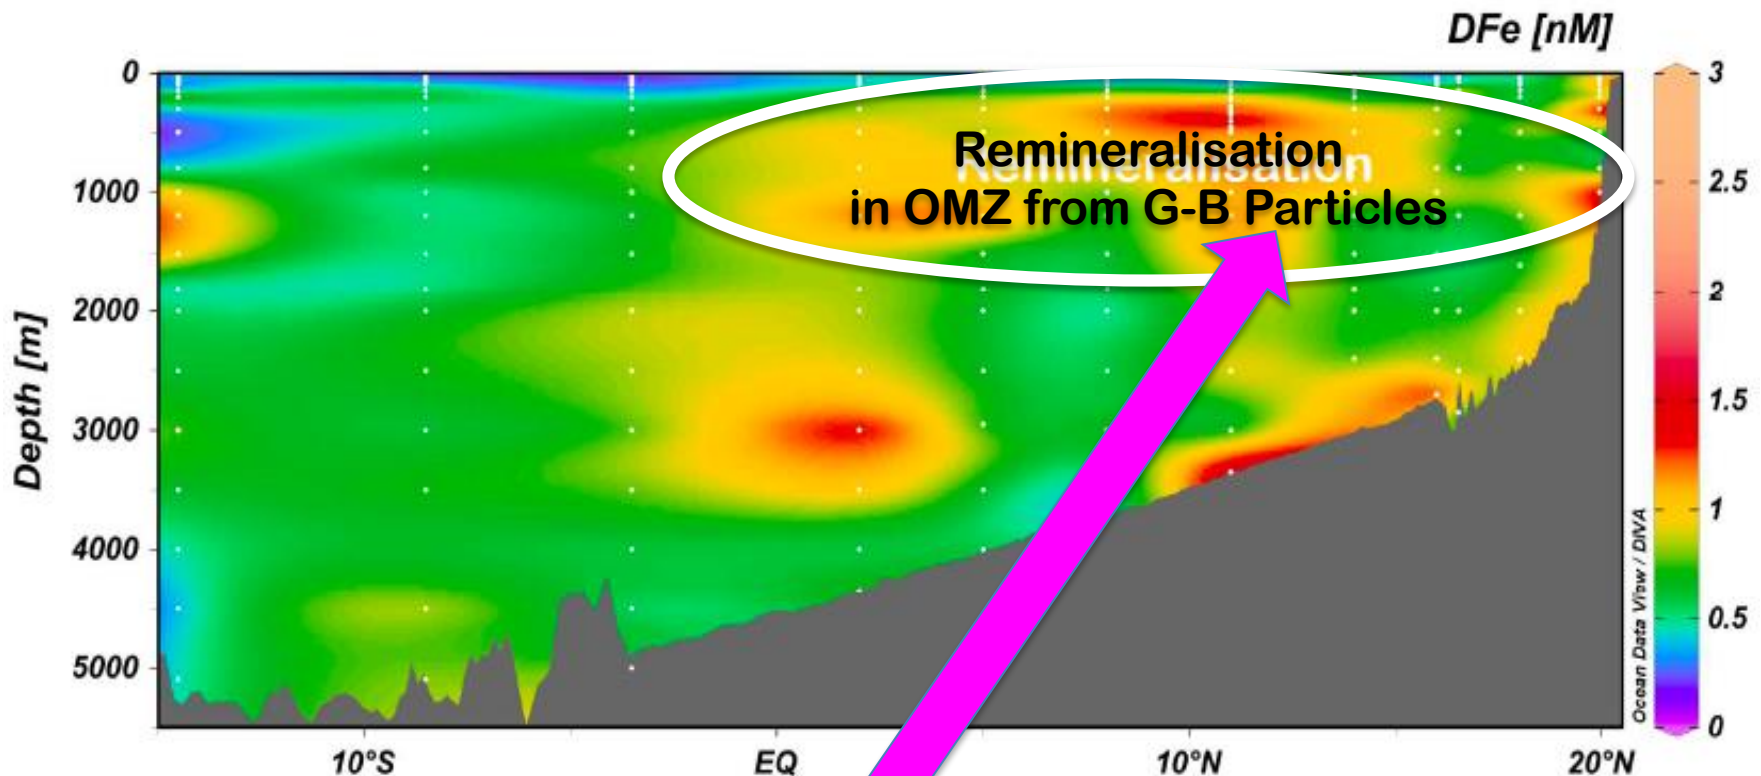 DFe [nM]
0
1000
2000
3000
4000
5000
Depth [m]
Remineralisation
Remineralisation
in OMZ from G-B Particles
10°S
EQ
10°N
20°N
3
2.5
2
1.5
1
0.5
0
Ocean Data View / DIVA